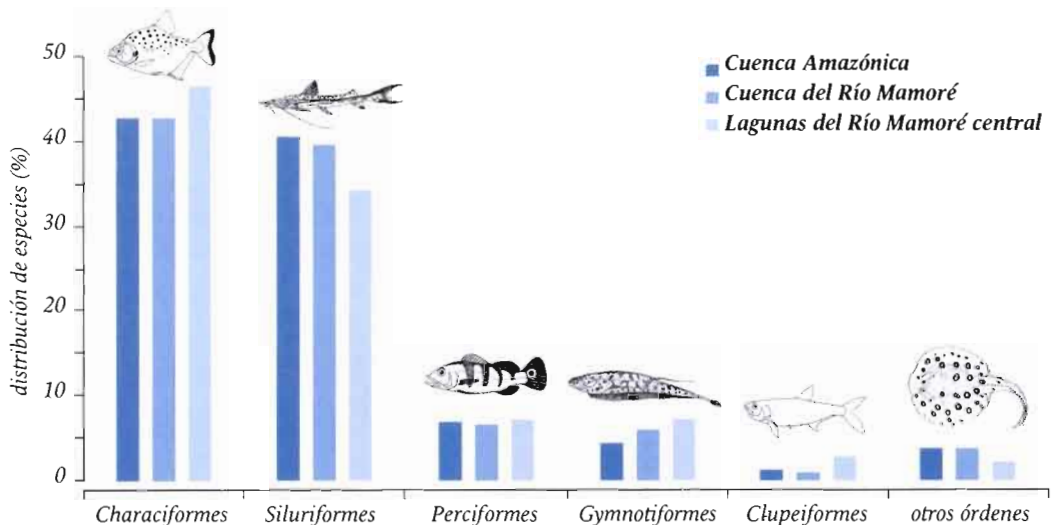 50
40
30
20
10
0
distribución de especies (%)
Cuenca Amazónica
Cuenca del Río Mamoré
Lagunas del Río Mamoré central
Characiformes
Siluriformes
Perciformes
Gymnotiformes
Clupeiformes
otros órdenes